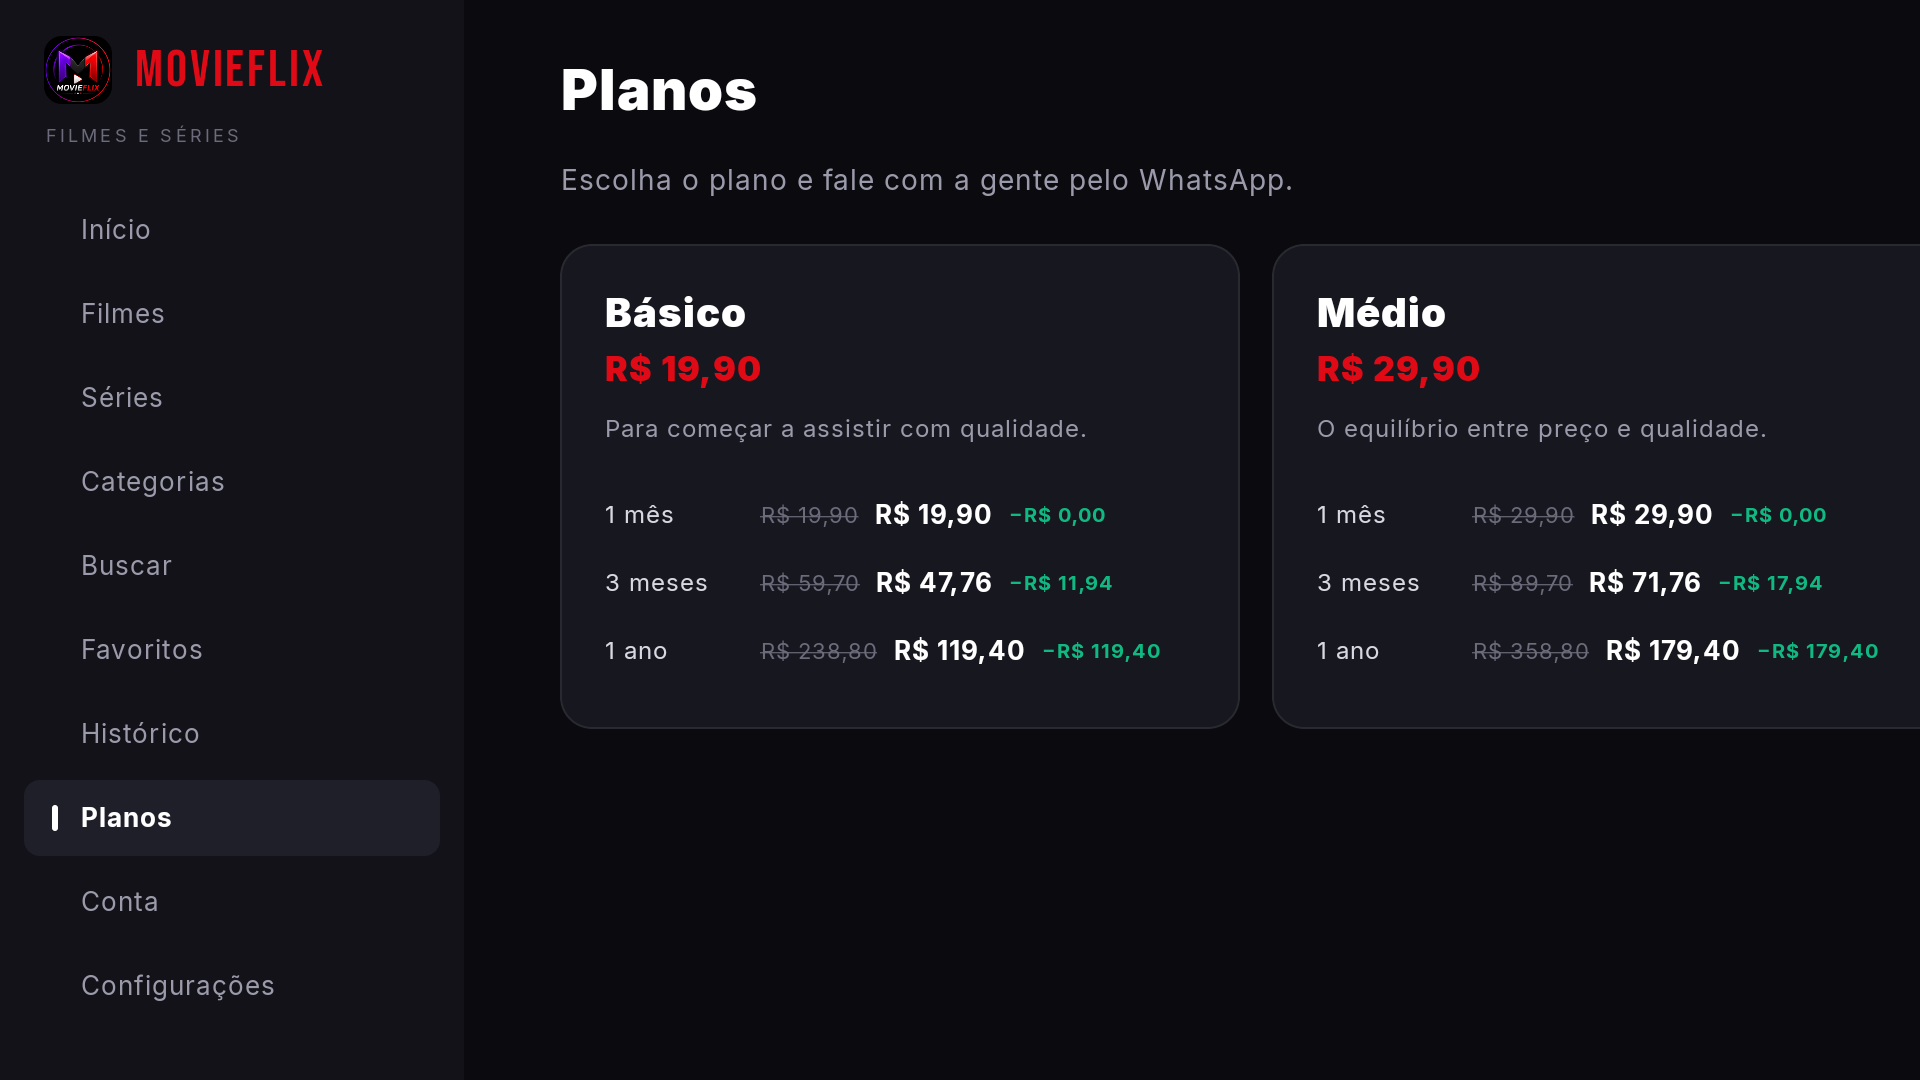 MOVIEFLIX
MOVIEFLIX
FILMES E SÉRIES
Início
Filmes
Séries
Categorias
Buscar
Favoritos
Histórico
Planos
Conta
Configurações
Planos
Escolha o plano e fale com a gente pelo WhatsApp.
Básico
R$ 19,90
Para começar a assistir com qualidade.
1 mês R$ 19,90 R$ 19,90 −R$ 0,00
3 meses R$ 59,70 R$ 47,76 −R$ 11,94
1 ano R$ 238,80 R$ 119,40 −R$ 119,40
Médio
R$ 29,90
O equilíbrio entre preço e qualidade.
1 mês R$ 29,90 R$ 29,90 −R$ 0,00
3 meses R$ 89,70 R$ 71,76 −R$ 17,94
1 ano R$ 358,80 R$ 179,40 −R$ 179,40